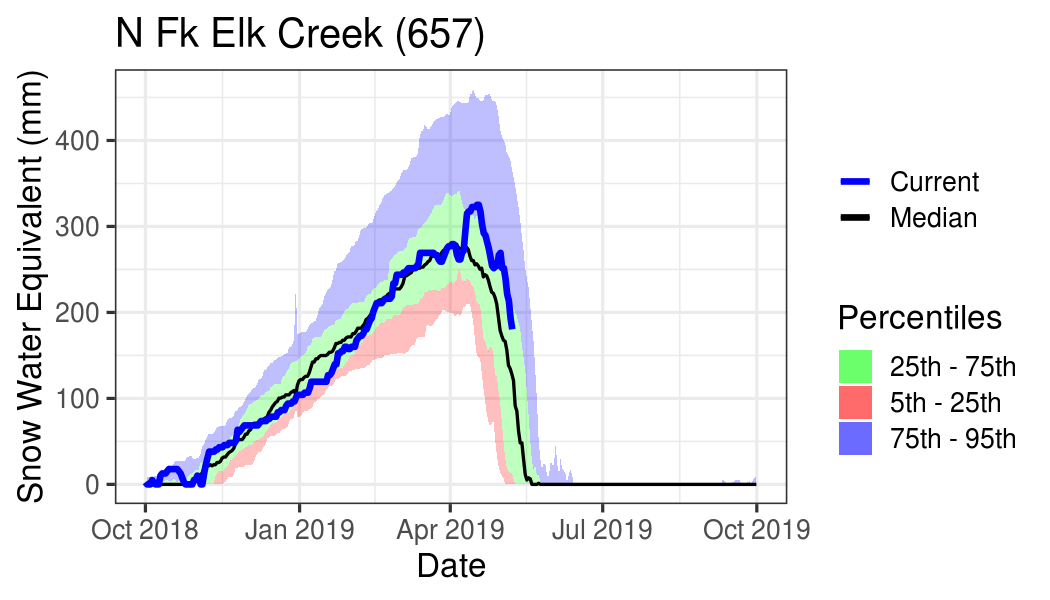 N Fk Elk Creek (657)
Snow Water Equivalent (mm)
400
300
200
100
0
Oct 2018
Jan 2019
Apr 2019
Jul 2019
Oct 2019
Date
Current
Median
Percentiles
25th - 75th
5th - 25th
75th - 95th